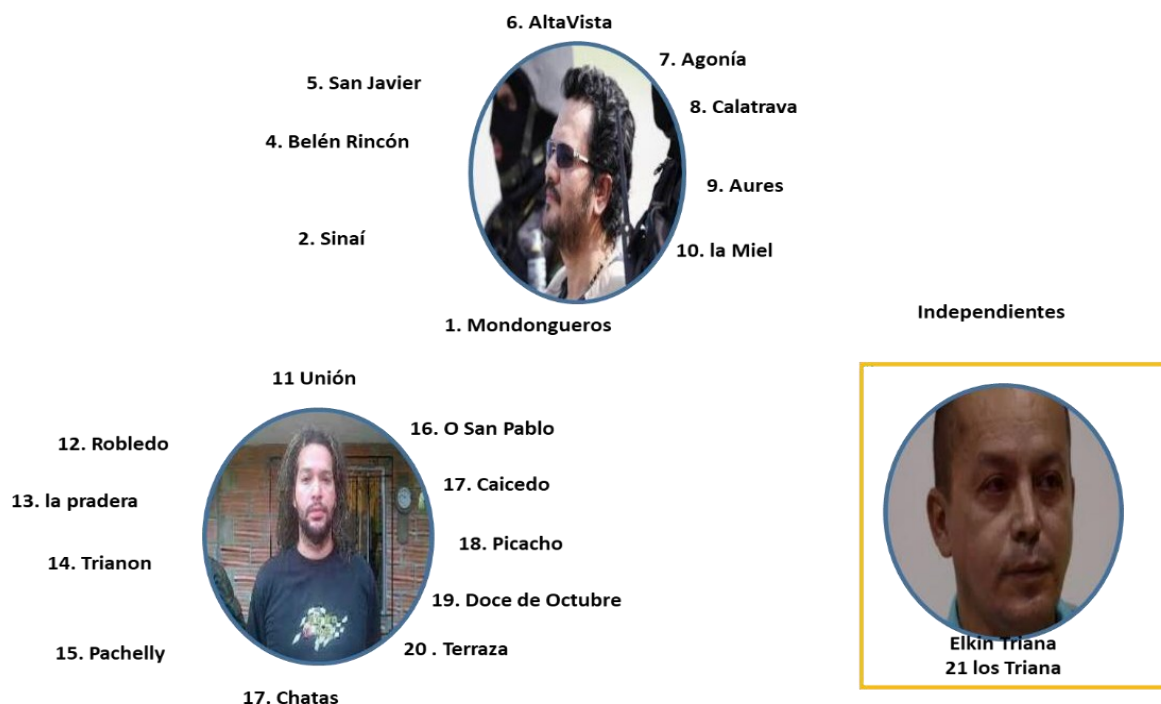 6. AltaVista
7. Agonía
5. San Javier
8. Calatrava
4. Belén Rincón
9. Aures
2. Sinaí
10. la Miel
1. Mondongueros
Independientes
11 Unión
16. O San Pablo
12. Robledo
17. Caicedo
13. la pradera
18. Picacho
14. Trianon
19. Doce de Octubre
15. Pachelly
20 . Terraza
17. Chatas
Elkin Triana
21 los Triana